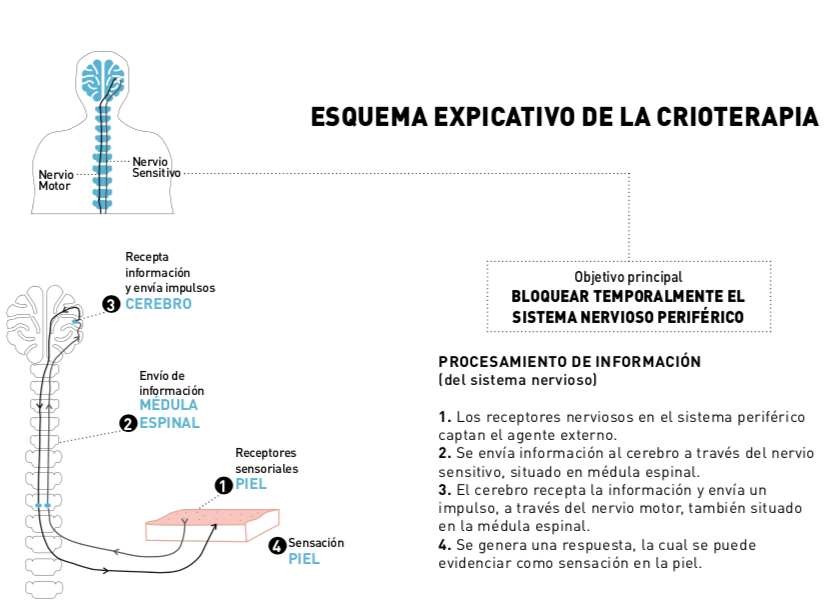 ESQUEMA EXPICATIVO DE LA CRIOTERAPIA
Nervio
Sensitivo
Nervio
Motor
Objetivo principal
BLOQUEAR TEMPORALMENTE EL
SISTEMA NERVIOSO PERIFÉRICO
Recepta
información
y envía impulsos
3 CEREBRO
Envío de
información
MÉDULA
2 ESPINAL
Receptores
sensoriales
1 PIEL
4 Sensación
PIEL
PROCESAMIENTO DE INFORMACIÓN
(del sistema nervioso)
1. Los receptores nerviosos en el sistema periférico
captan el agente externo.
2. Se envía información al cerebro a través del nervio
sensitivo, situado en médula espinal.
3. El cerebro recepta la información y envía un
impulso, a través del nervio motor, también situado
en la médula espinal.
4. Se genera una respuesta, la cual se puede
evidenciar como sensación en la piel.